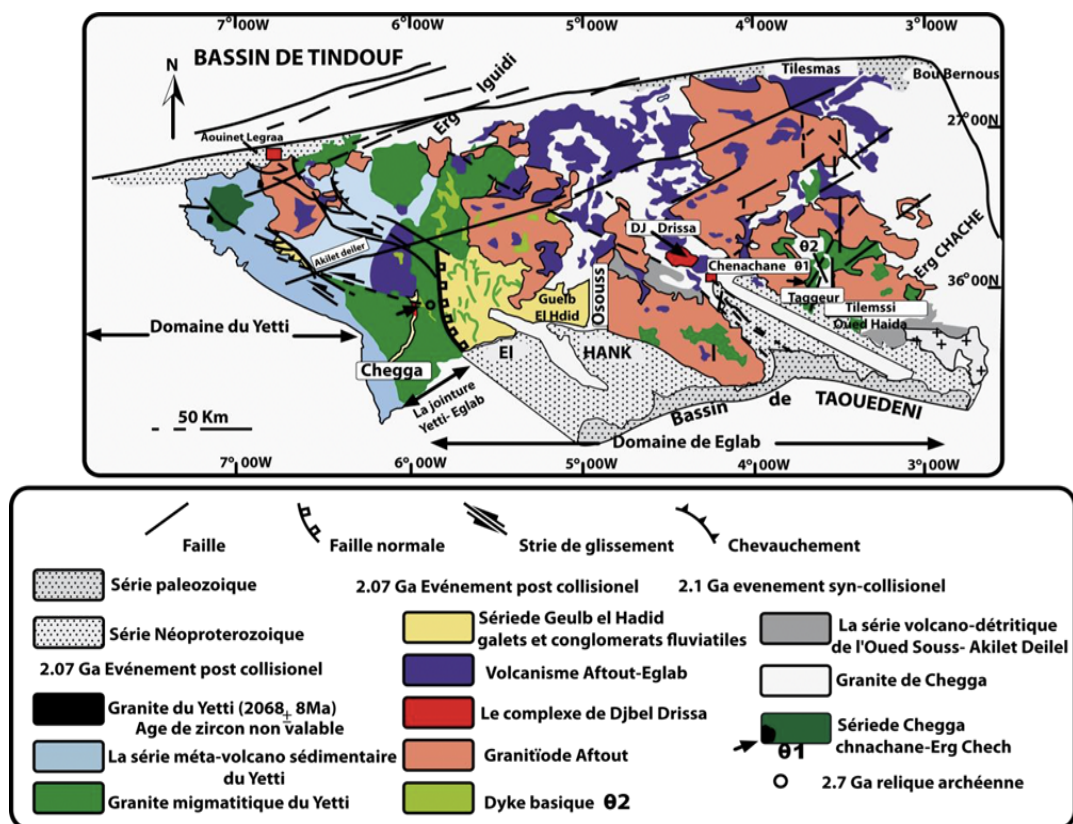 7°00W
6°00W
5°00W
4°00W
3°00W
BASSIN DE TINDOUF
N
Erg Iguidi
Tilesmas
Bou Bernous
27°00N
Aouinet Legraa
Akilet deiler
DJ Drissa
θ2
Chenachane θ1
Erg CHACHE
36°00N
Taggeur
Tilemssi
Oued Haida
Guelb
El Hdid
Osouss
Domaine du Yetti
Chegga
El HANK
La jointure
Yetti- Eglab
Bassin de TAOUEDENI
50 Km
Domaine de Eglab
7°00W
6°00W
5°00W
4°00W
3°00W
Faille
Faille normale
Strie de glissement
Chevauchement
Série paleozoique
Série Néoproterozoique
2.07 Ga Evénement post collisionel
Granite du Yetti (2068± 8Ma)
Age de zircon non valable
La série méta-volcano sédimentaire
du Yetti
Granite migmatitique du Yetti
2.07 Ga Evénement post collisionel
Sériede Geulb el Hadid
galets et conglomerats fluviatiles
Volcanisme Aftout-Eglab
Le complexe de Djbel Drissa
Granitïode Aftout
Dyke basique θ2
2.1 Ga evenement syn-collisionel
La série volcano-détritique
de l'Oued Souss- Akilet Deilel
Granite de Chegga
Sériede Chegga
chnachane-Erg Chech
θ1
2.7 Ga relique archéenne